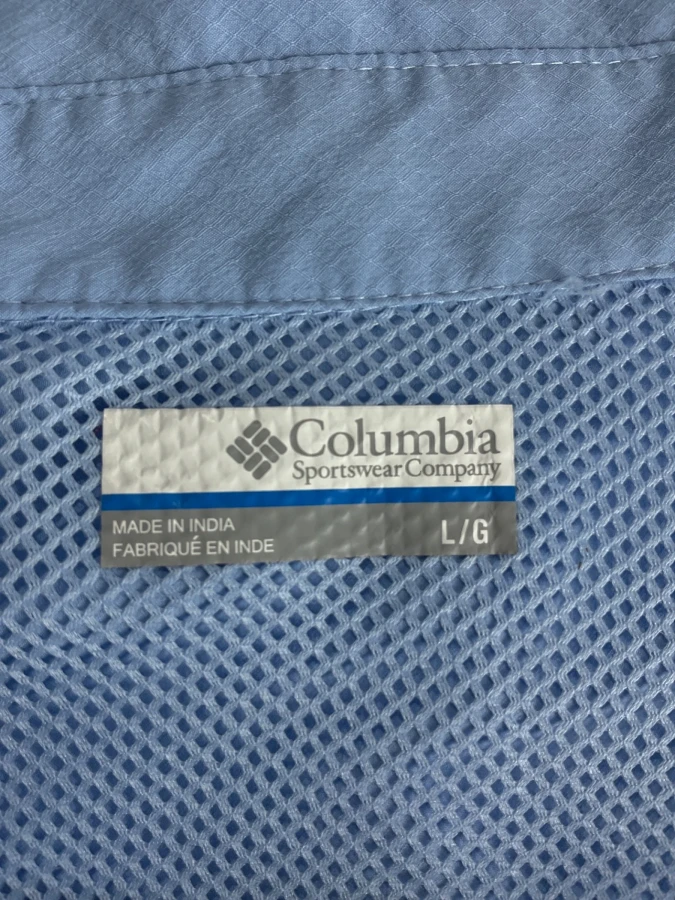 Columbia
Sportswear Company
MADE IN INDIA
FABRIQUÉ EN INDE
L/G